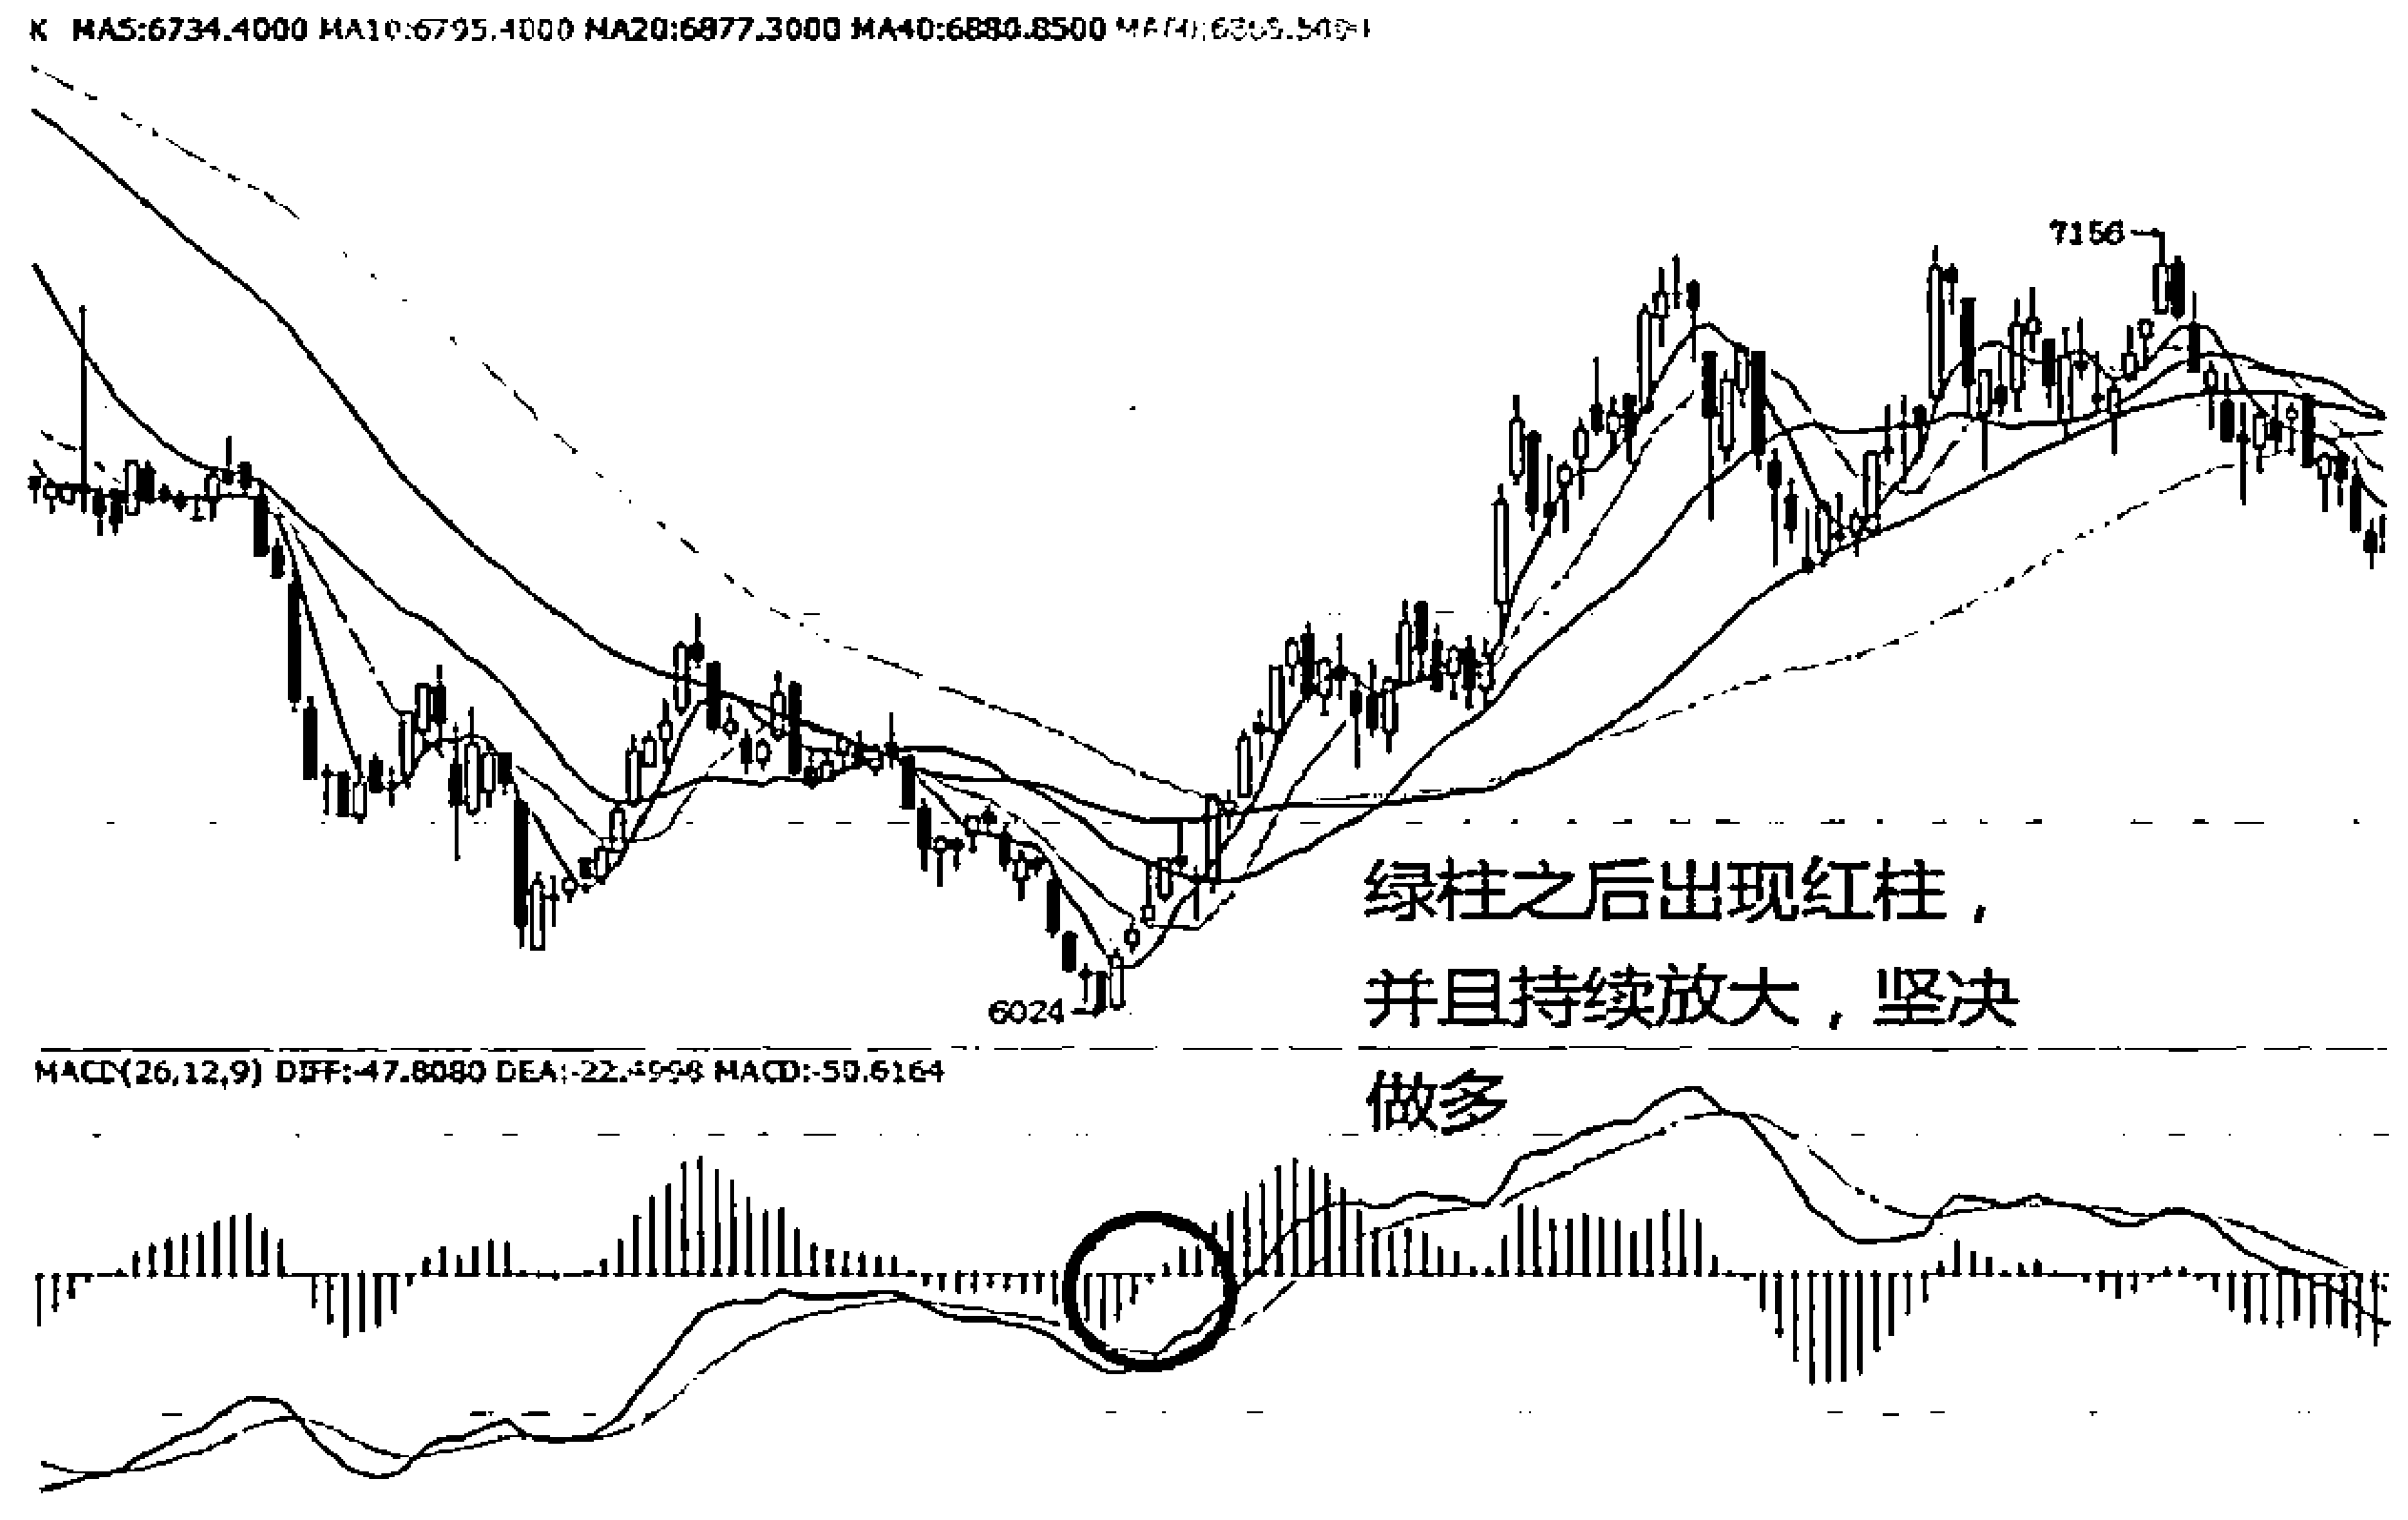 K MA5:6734.4000 MA10:6795.4000 MA20:6877.3000 MA40:6880.8500
7156
绿柱之后出现红柱，
并且持续放大，坚决
做多
6024
MACD(26,12,9) DIFF:-47.8080 DEA:-22.4998 MACD:-50.6164